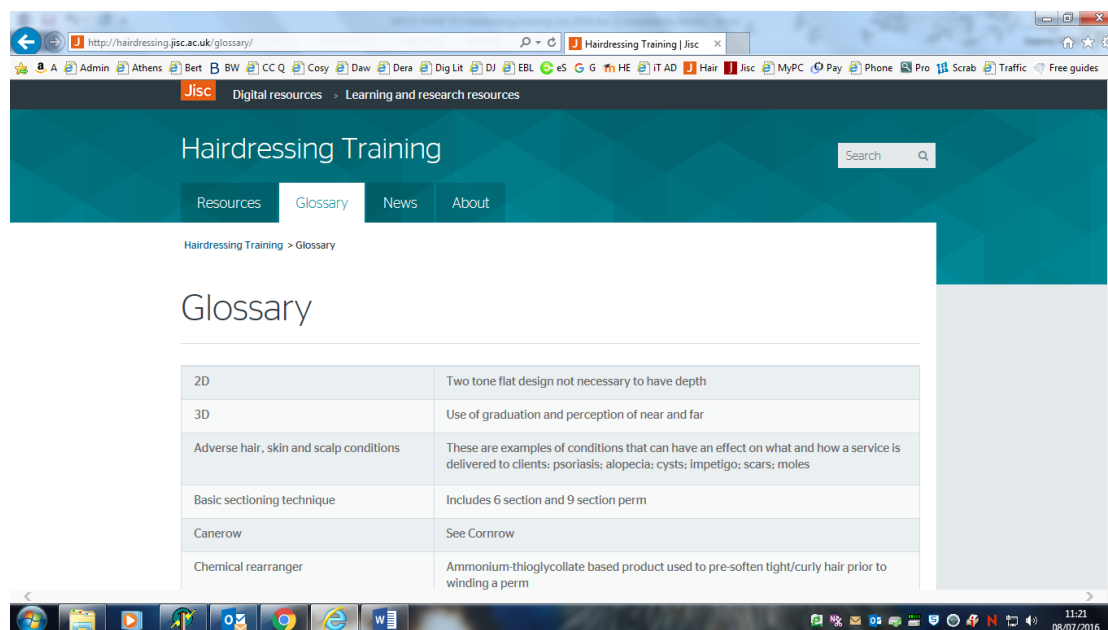 http://hairdressing.jisc.ac.uk/glossary/
Hairdressing Training | Jisc
A Admin Athens Bert BW CC Q Cosy Daw Dera Dig Lit DJ EBL eS G HE iT AD Hair Jisc MyPC Pay Phone Pro Scrab Traffic Free guides
Jisc Digital resources > Learning and research resources
Hairdressing Training
Search
Resources Glossary News About
Hairdressing Training > Glossary
Glossary
2D Two tone flat design not necessary to have depth
3D Use of graduation and perception of near and far
Adverse hair, skin and scalp conditions These are examples of conditions that can have an effect on what and how a service is
delivered to clients: psoriasis; alopecia; cysts; impetigo; scars; moles
Basic sectioning technique Includes 6 section and 9 section perm
Canerow See Cornrow
Chemical rearranger Ammonium-thioglycollate based product used to pre-soften tight/curly hair prior to
winding a perm
11:21
08/07/2016